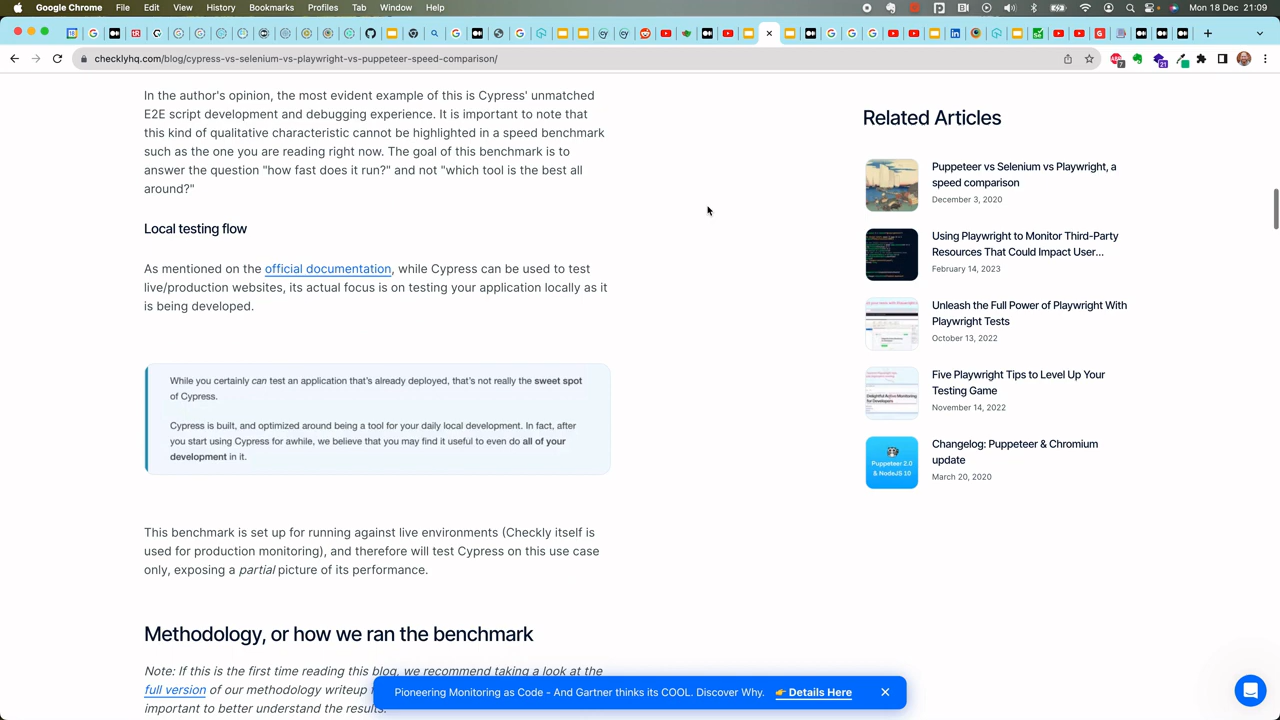 Google Chrome File Edit View History Bookmarks Profiles Tab Window Help Mon 18 Dec 21:09
checklyhq.com/blog/cypress-vs-selenium-vs-playwright-vs-puppeteer-speed-comparison/
In the author's opinion, the most evident example of this is Cypress' unmatched
E2E script development and debugging experience. It is important to note that
this kind of qualitative characteristic cannot be highlighted in a speed benchmark
such as the one you are reading right now. The goal of this benchmark is to
answer the question "how fast does it run?" and not "which tool is the best all
around?"
Local testing flow
As mentioned on the official documentation, while Cypress can be used to test
live/production websites, its actual focus is on testing your application locally as it
is being developed.
While you certainly can test an application that's already deployed, that's not really the sweet spot
of Cypress.
Cypress is built, and optimized around being a tool for your daily local development. In fact, after
you start using Cypress for awhile, we believe that you may find it useful to even do all of your
development in it.
This benchmark is set up for running against live environments (Checkly itself is
used for production monitoring), and therefore will test Cypress on this use case
only, exposing a partial picture of its performance.
Methodology, or how we ran the benchmark
Note: If this is the first time reading this blog, we recommend taking a look at the
full version of our methodology writeup
important to better understand the results.
Related Articles
Puppeteer vs Selenium vs Playwright, a
speed comparison
December 3, 2020
Using Playwright to Monitor Third-Party
Resources That Could Impact User...
February 14, 2023
Unleash the Full Power of Playwright With
Playwright Tests
October 13, 2022
Five Playwright Tips to Level Up Your
Testing Game
November 14, 2022
Puppeteer 2.0
& NodeJS 10
Changelog: Puppeteer & Chromium
update
March 20, 2020
Pioneering Monitoring as Code - And Gartner thinks its COOL. Discover Why. 👉 Details Here